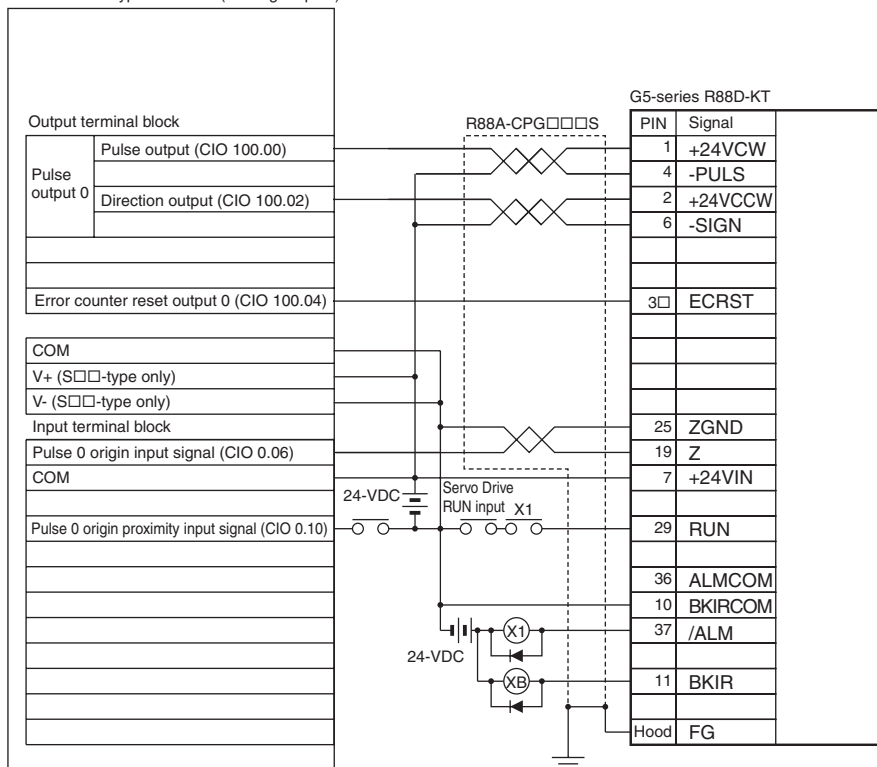 G5-series R88D-KT
Output terminal block
R88A-CPG□□□S
PIN Signal
Pulse output 0
Pulse output (CIO 100.00)
1 +24VCW
4 -PULS
Direction output (CIO 100.02)
2 +24VCCW
6 -SIGN
Error counter reset output 0 (CIO 100.04)
3□ ECRST
COM
V+ (S□□-type only)
V- (S□□-type only)
Input terminal block
25 ZGND
Pulse 0 origin input signal (CIO 0.06)
19 Z
COM
7 +24VIN
24-VDC
Servo Drive
RUN input X1
Pulse 0 origin proximity input signal (CIO 0.10)
29 RUN
36 ALMCOM
10 BKIRCOM
X1
37 /ALM
24-VDC
XB
11 BKIR
Hood FG